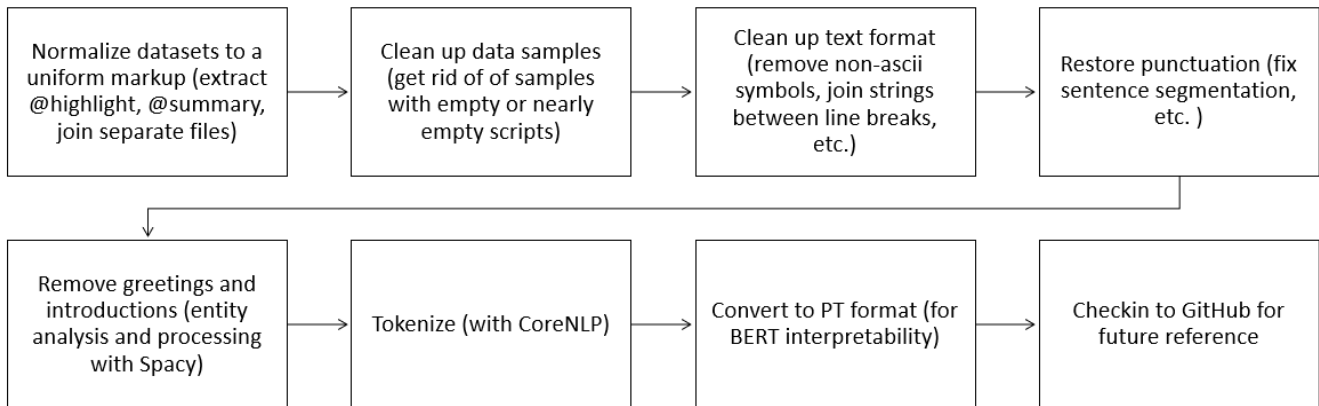 Normalize datasets to a
uniform markup (extract
@highlight, @summary,
join separate files)
Clean up data samples
(get rid of of samples
with empty or nearly
empty scripts)
Clean up text format
(remove non-ascii
symbols, join strings
between line breaks,
etc.)
Restore punctuation (fix
sentence segmentation,
etc. )
Remove greetings and
introductions (entity
analysis and processing
with Spacy)
Tokenize (with CoreNLP)
Convert to PT format (for
BERT interpretability)
Checkin to GitHub for
future reference